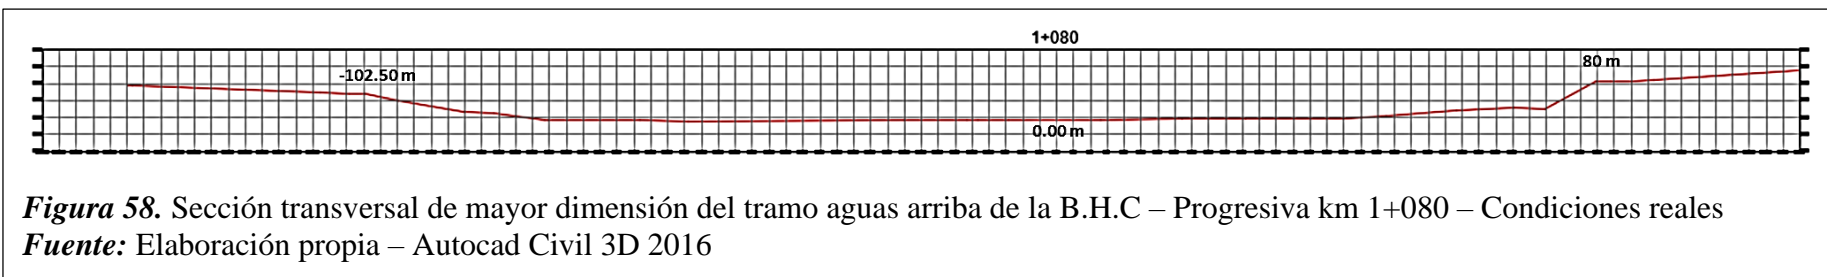 1+080
-102.50 m
80 m
0.00 m
Figura 58. Sección transversal de mayor dimensión del tramo aguas arriba de la B.H.C – Progresiva km 1+080 – Condiciones reales
Fuente: Elaboración propia – Autocad Civil 3D 2016